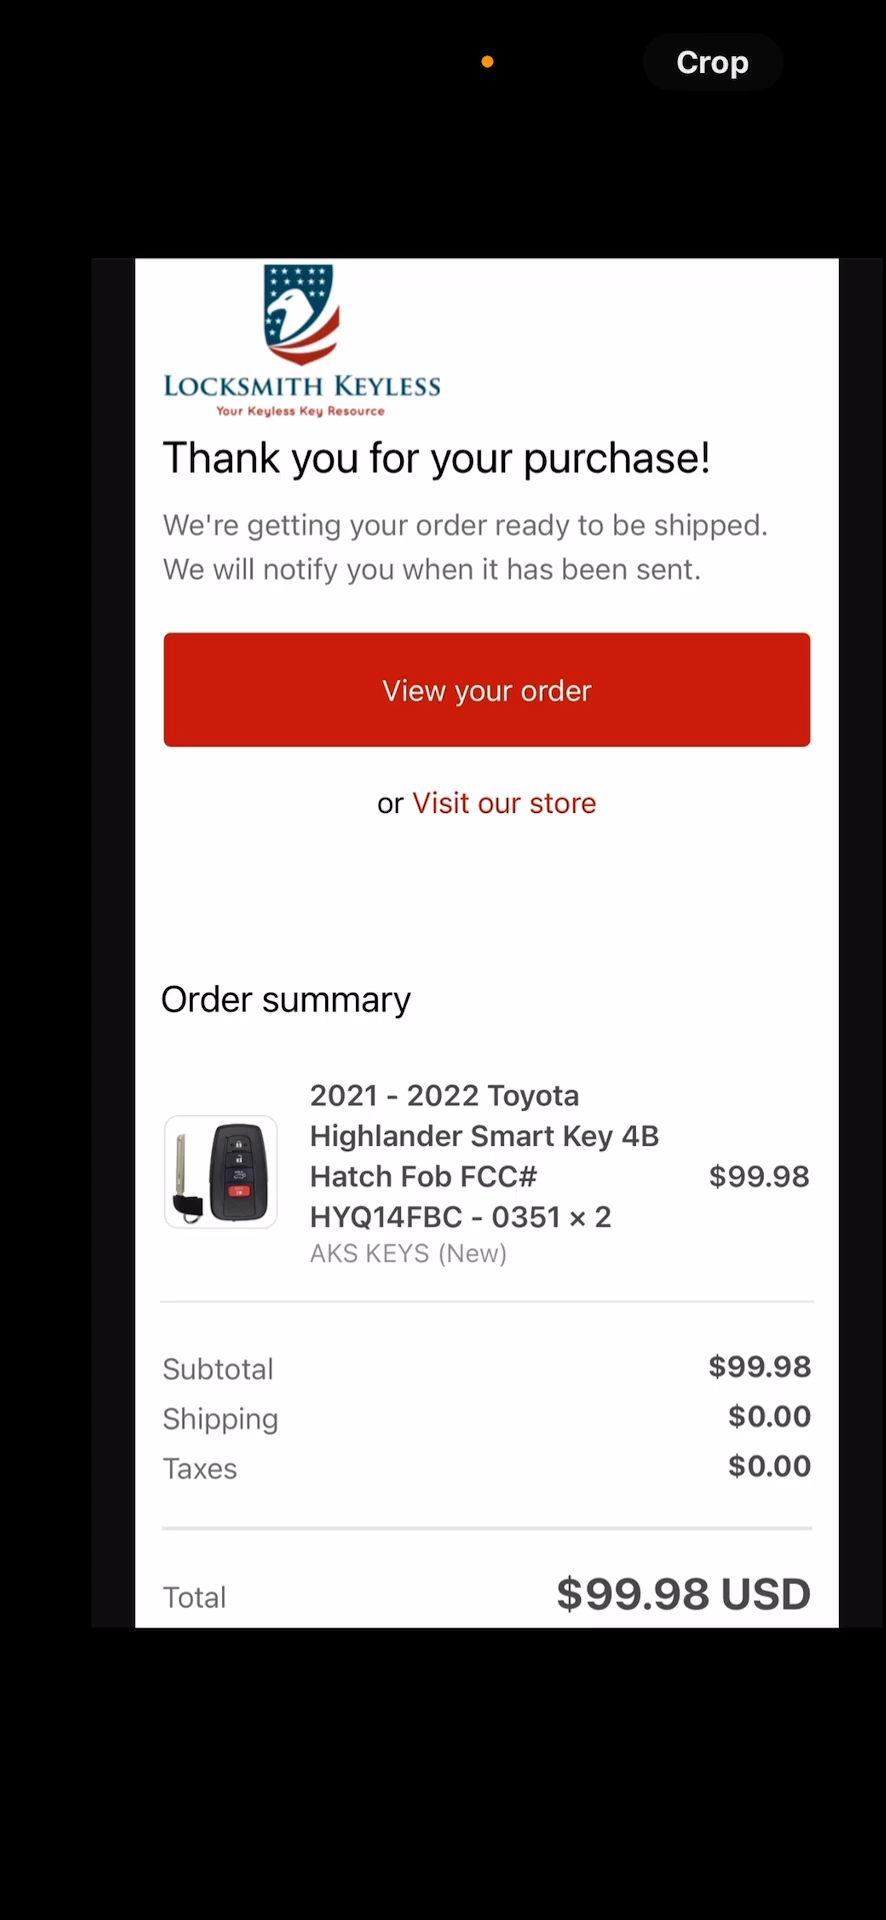 Crop
LOCKSMITH KEYLESS
Your Keyless Key Resource
Thank you for your purchase!
We're getting your order ready to be shipped.
We will notify you when it has been sent.
View your order
or Visit our store
Order summary
2021 - 2022 Toyota
Highlander Smart Key 4B
Hatch Fob FCC#
HYQ14FBC - 0351 × 2
AKS KEYS (New)
$99.98
Subtotal $99.98
Shipping $0.00
Taxes $0.00
Total $99.98 USD